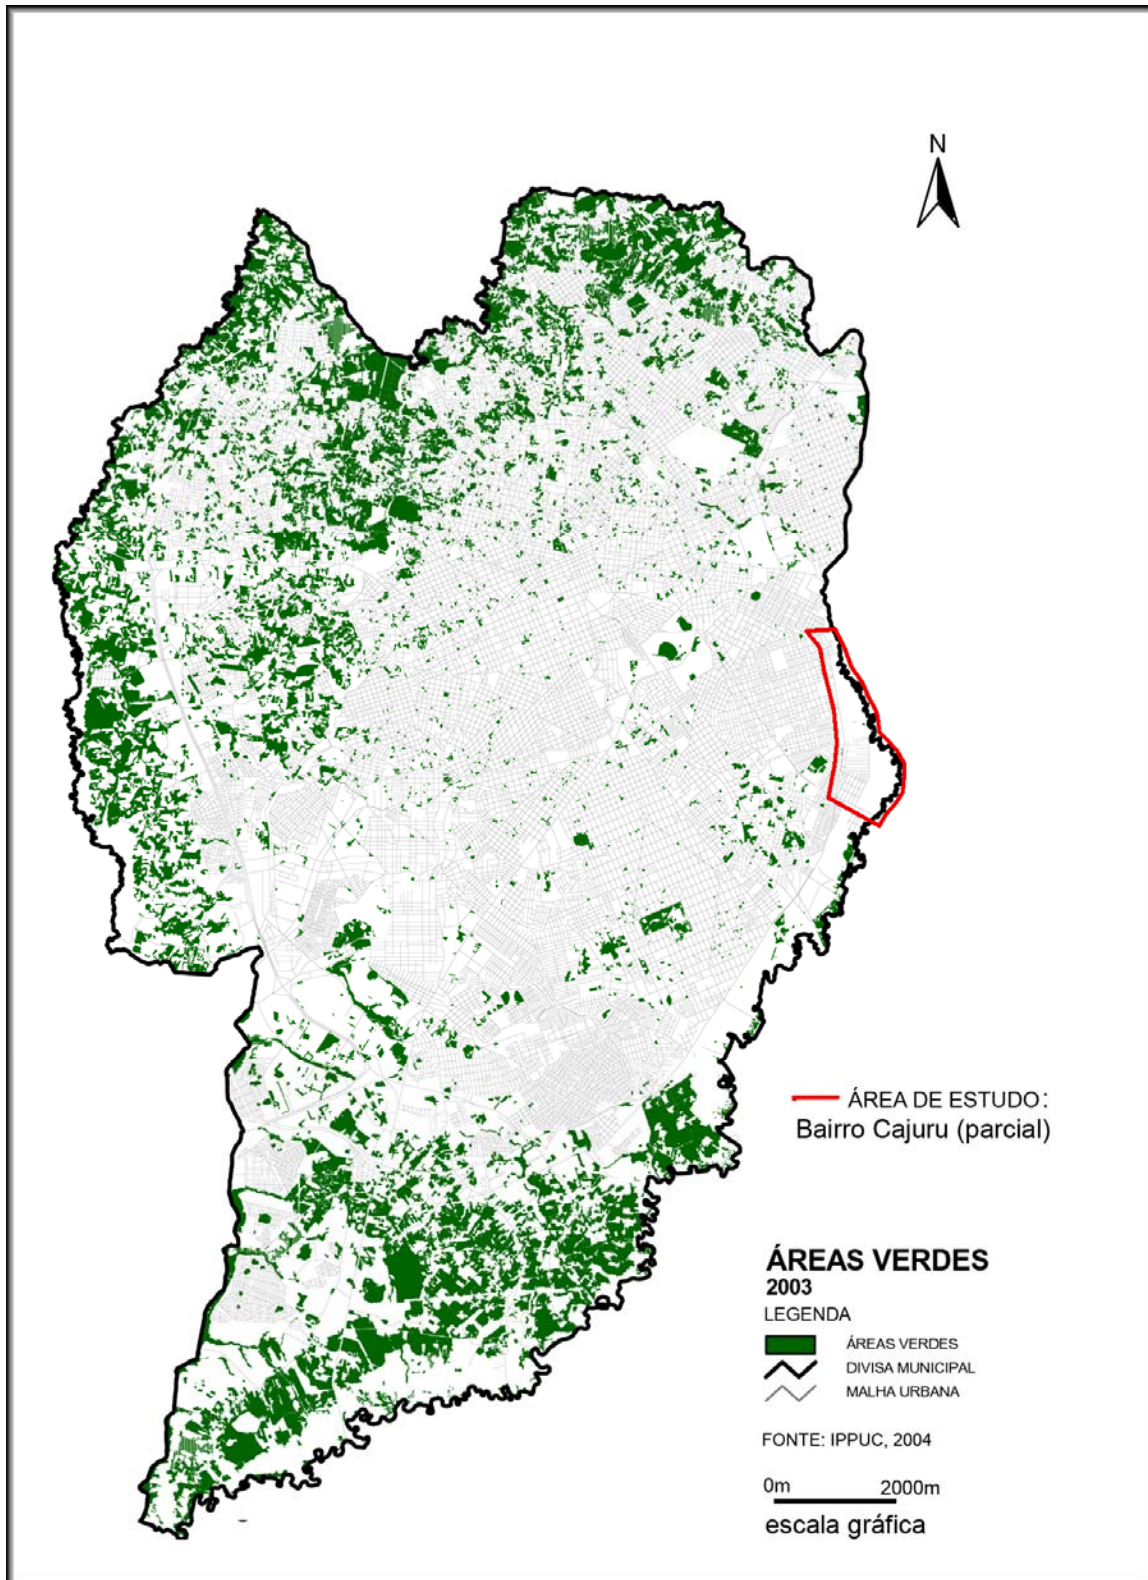 N
ÁREA DE ESTUDO:
Bairro Cajuru (parcial)
ÁREAS VERDES
2003
LEGENDA
ÁREAS VERDES
DIVISA MUNICIPAL
MALHA URBANA
FONTE: IPPUC, 2004
0m 2000m
escala gráfica